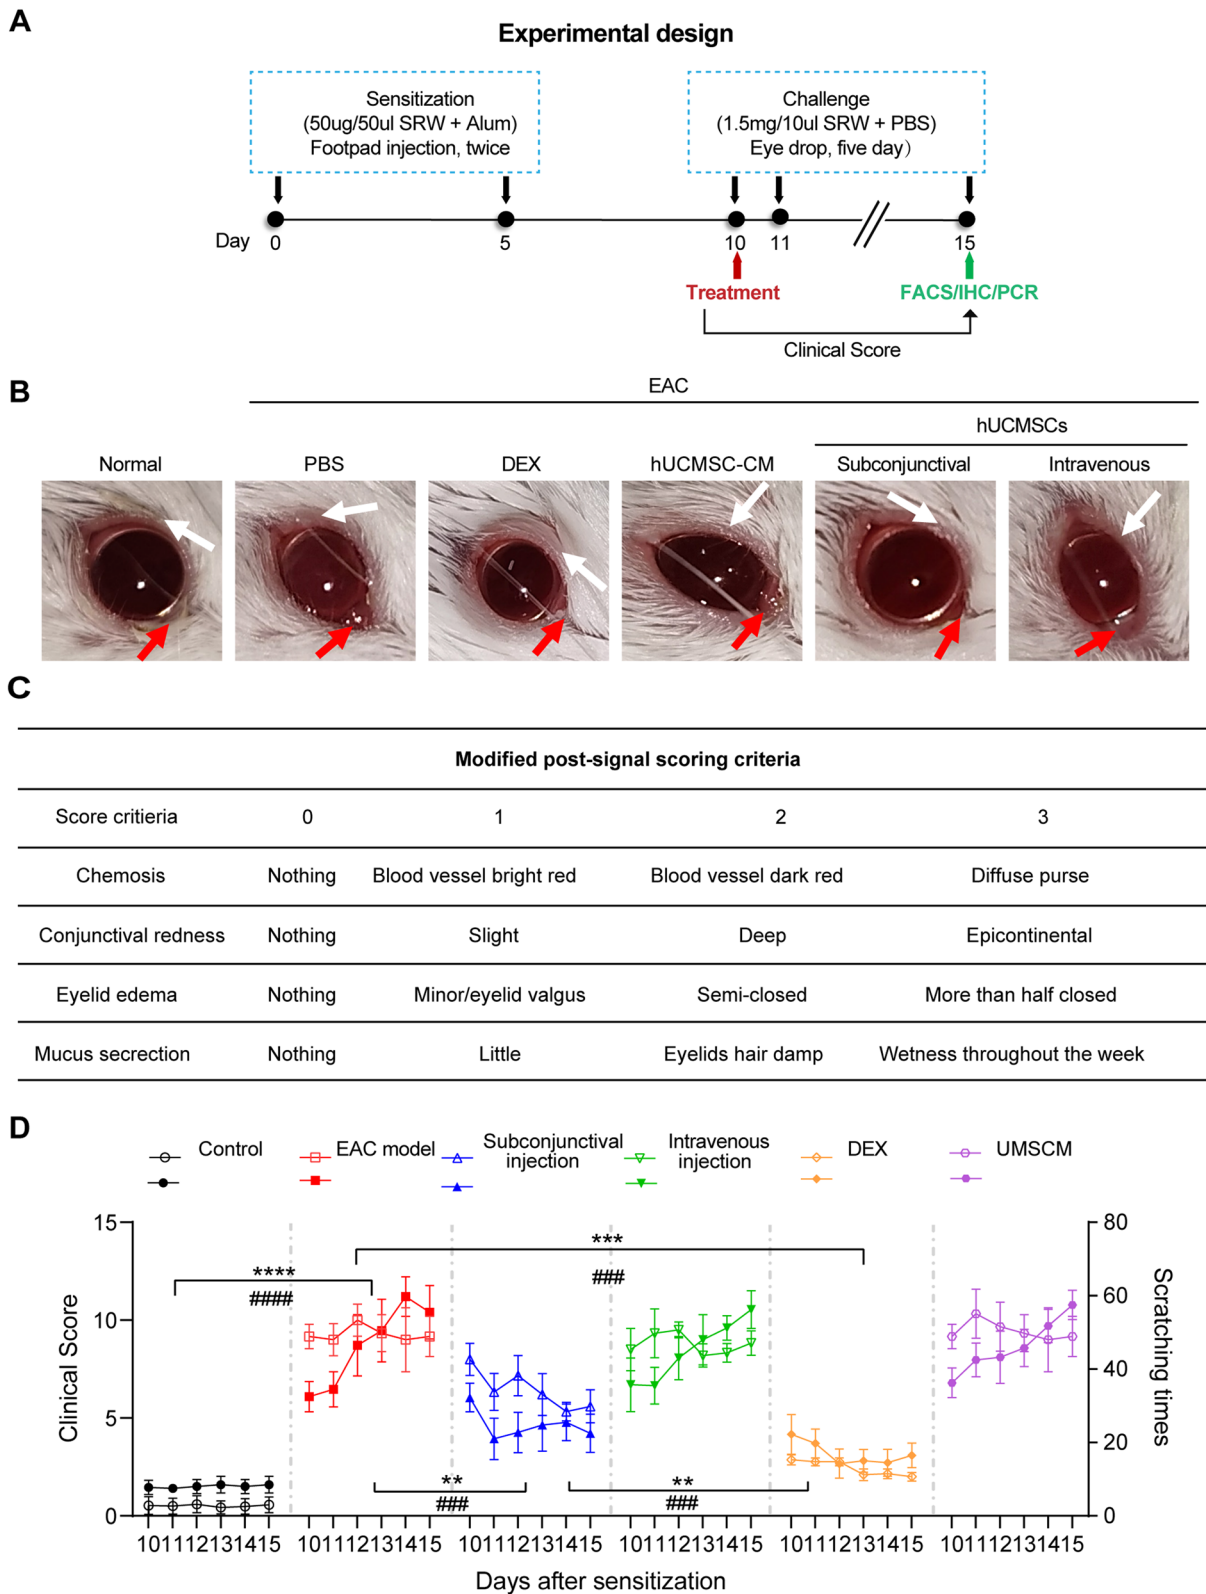 A
Experimental design
Sensitization
(50ug/50ul SRW + Alum)
Footpad injection, twice
Challenge
(1.5mg/10ul SRW + PBS)
Eye drop, five day）
Day 0 5 10 11 15
Treatment FACS/IHC/PCR
Clinical Score
B
EAC
hUCMSCs
Normal PBS DEX hUCMSC-CM Subconjunctival Intravenous
C
Modified post-signal scoring criteria
Score critieria 0 1 2 3
Chemosis Nothing Blood vessel bright red Blood vessel dark red Diffuse purse
Conjunctival redness Nothing Slight Deep Epicontinental
Eyelid edema Nothing Minor/eyelid valgus Semi-closed More than half closed
Mucus secretion Nothing Little Eyelids hair damp Wetness throughout the week
D
Control EAC model Subconjunctival injection Intravenous injection DEX UMSCM
15 80
***
****
###
####
60
10
Clinical Score
Scratching times
40
5
20
** **
### ###
0 0
101112131415 101112131415 101112131415 101112131415 101112131415 101112131415
Days after sensitization